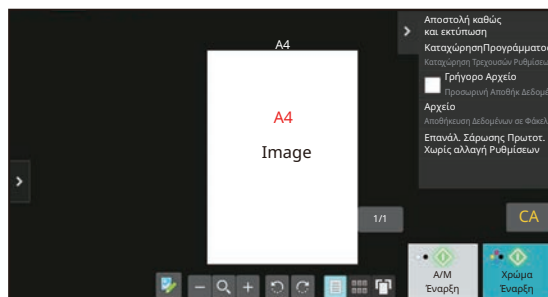 Αποστολή καθώς
και εκτύπωση
ΚαταχώρησηΠρογράμματος
Καταχώρηση Τρεχουσών Ρυθμίσεων
Γρήγορο Αρχείο
Προσωρινή Αποθήκ Δεδομέ
Αρχείο
Αποθήκευση Δεδομένων σε Φάκελ
Επανάλ. Σάρωσης Πρωτοτ.
Χωρίς αλλαγή Ρυθμίσεων
A4
A4
Image
1/1
CA
Α/Μ
Έναρξη
Χρώμα
Έναρξη